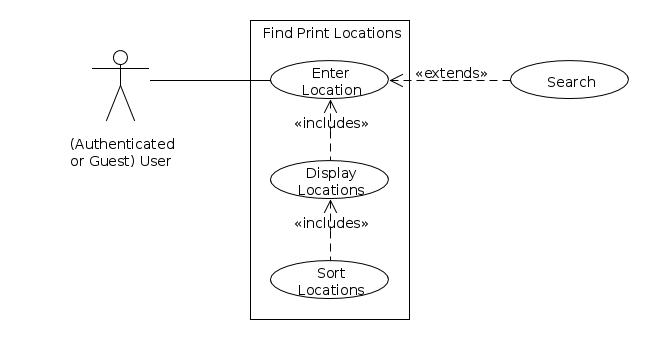 Find Print Locations
Enter
Location
«extends»
Search
«includes»
(Authenticated
or Guest) User
Display
Locations
«includes»
Sort
Locations